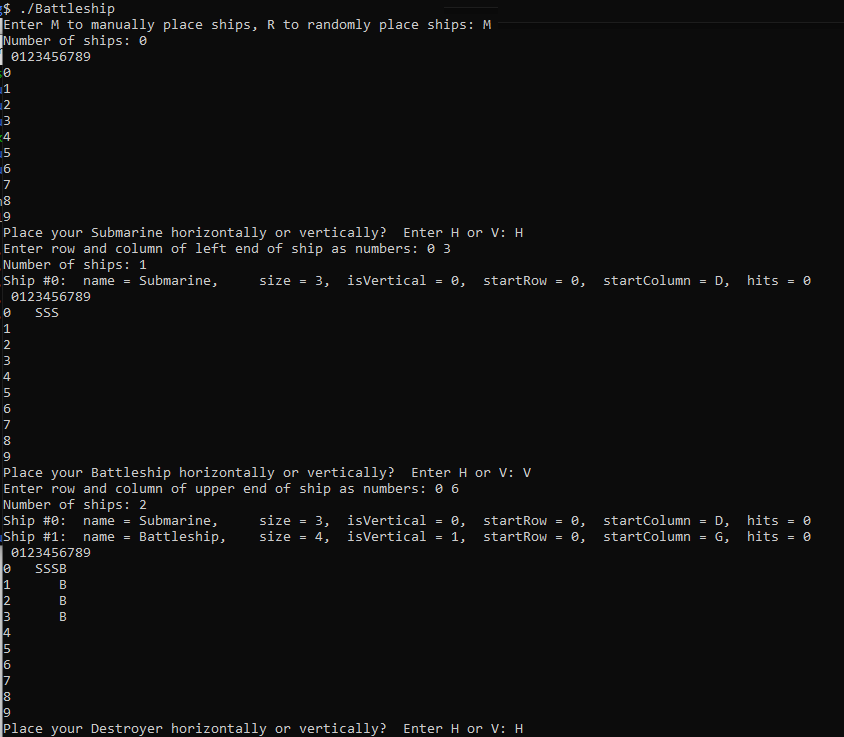 $ ./Battleship
Enter M to manually place ships, R to randomly place ships: M
Number of ships: 0
 0123456789
0
1
2
3
4
5
6
7
8
9
Place your Submarine horizontally or vertically?  Enter H or V: H
Enter row and column of left end of ship as numbers: 0 3
Number of ships: 1
Ship #0:  name = Submarine,     size = 3,  isVertical = 0,  startRow = 0,  startColumn = D,  hits = 0
 0123456789
0   SSS
1
2
3
4
5
6
7
8
9
Place your Battleship horizontally or vertically?  Enter H or V: V
Enter row and column of upper end of ship as numbers: 0 6
Number of ships: 2
Ship #0:  name = Submarine,     size = 3,  isVertical = 0,  startRow = 0,  startColumn = D,  hits = 0
Ship #1:  name = Battleship,    size = 4,  isVertical = 1,  startRow = 0,  startColumn = G,  hits = 0
 0123456789
0   SSSB
1      B
2      B
3      B
4
5
6
7
8
9
Place your Destroyer horizontally or vertically?  Enter H or V: H